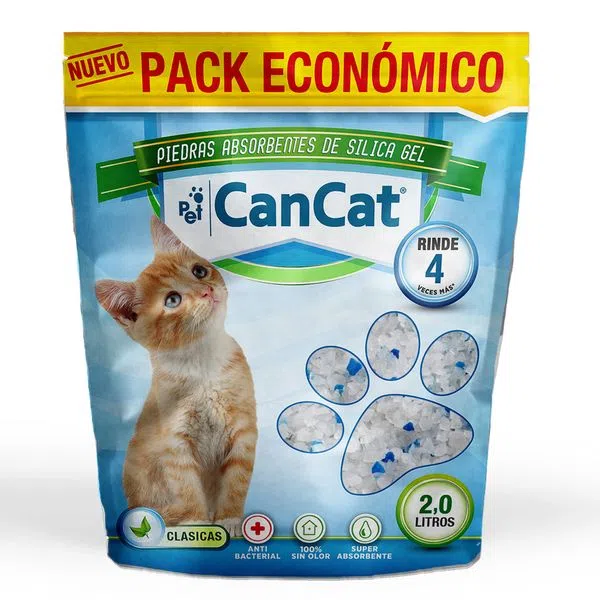 NUEVO
PACK ECONÓMICO
PIEDRAS ABSORBENTES DE SILICA GEL
Pet
CanCat®
RINDE
4
VECES MÁS*
2,0
LITROS
CLASICAS
ANTI
BACTERIAL
100%
SIN OLOR
SUPER
ABSORBENTE